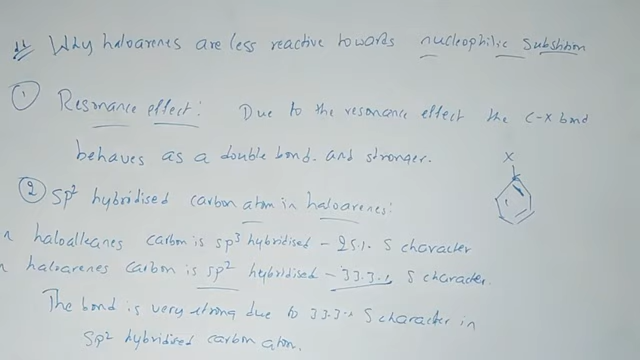 Why haloarenes are less reactive towards nucleophilic Substition
① Resonance effect: Due to the resonance effect the C-X bond
behaves as a double bond. and stronger.
X
② Sp² hybridised carbon atom in haloarenes:
haloalkanes carbon is sp³ hybridised - 25%. S character
haloarenes carbon is sp² hybridised - 33.3% S character.
The bond is very strong due to 33.3% S character in
Sp² hybridised carbon atom.